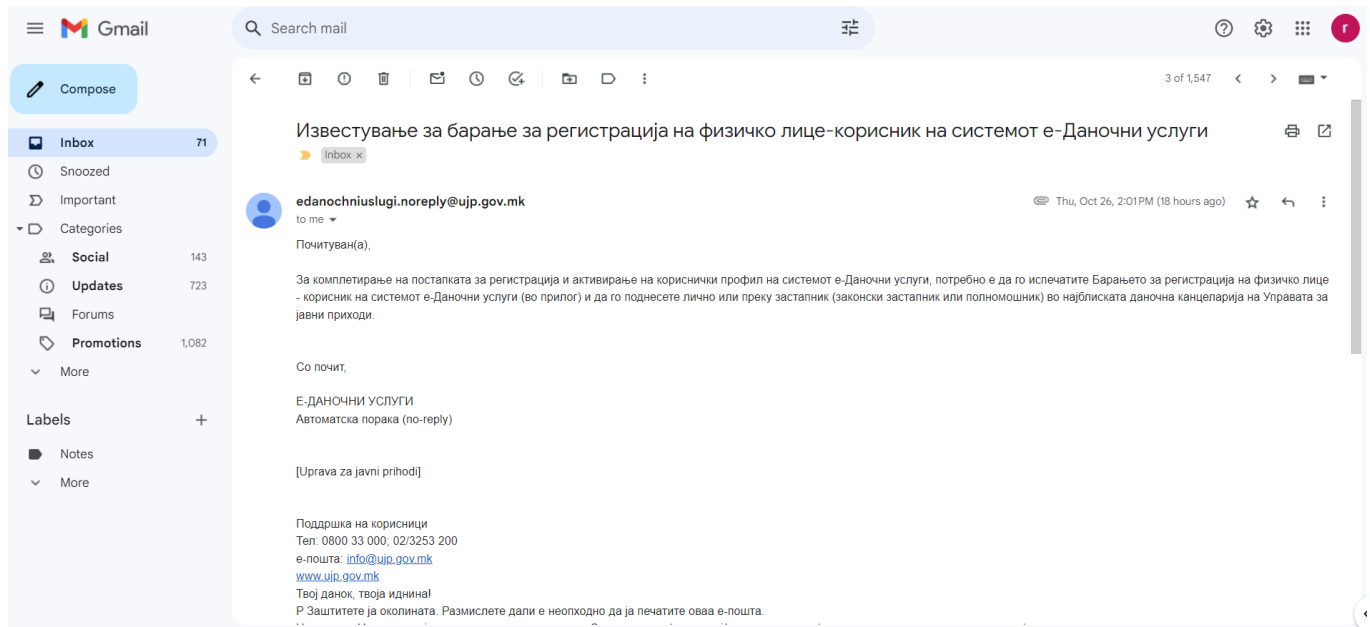 Gmail
Search mail
r
Compose
3 of 1,547
Inbox 71
Snoozed
Important
Categories
Social 143
Updates 723
Forums
Promotions 1,082
More
Labels
Notes
More
Известување за барање за регистрација на физичко лице-корисник на системот е-Даночни услуги
Inbox ×
edanochniuslugi.noreply@ujp.gov.mk
Thu, Oct 26, 2:01 PM (18 hours ago)
to me
Почитуван(а),
За комплетирање на постапката за регистрација и активирање на кориснички профил на системот е-Даночни услуги, потребно е да го испечатите Барањето за регистрација на физичко лице
- корисник на системот е-Даночни услуги (во прилог) и да го поднесете лично или преку застапник (законски застапник или полномошник) во најблиската даночна канцеларија на Управата за
јавни приходи.
Со почит,
Е-ДАНОЧНИ УСЛУГИ
Автоматска порака (no-reply)
[Uprava za javni prihodi]
Поддршка на корисници
Тел: 0800 33 000; 02/3253 200
е-пошта: info@ujp.gov.mk
www.ujp.gov.mk
Твој данок, твоја иднина!
P Заштитете ја околината. Размислете дали е неопходно да ја печатите оваа е-пошта.